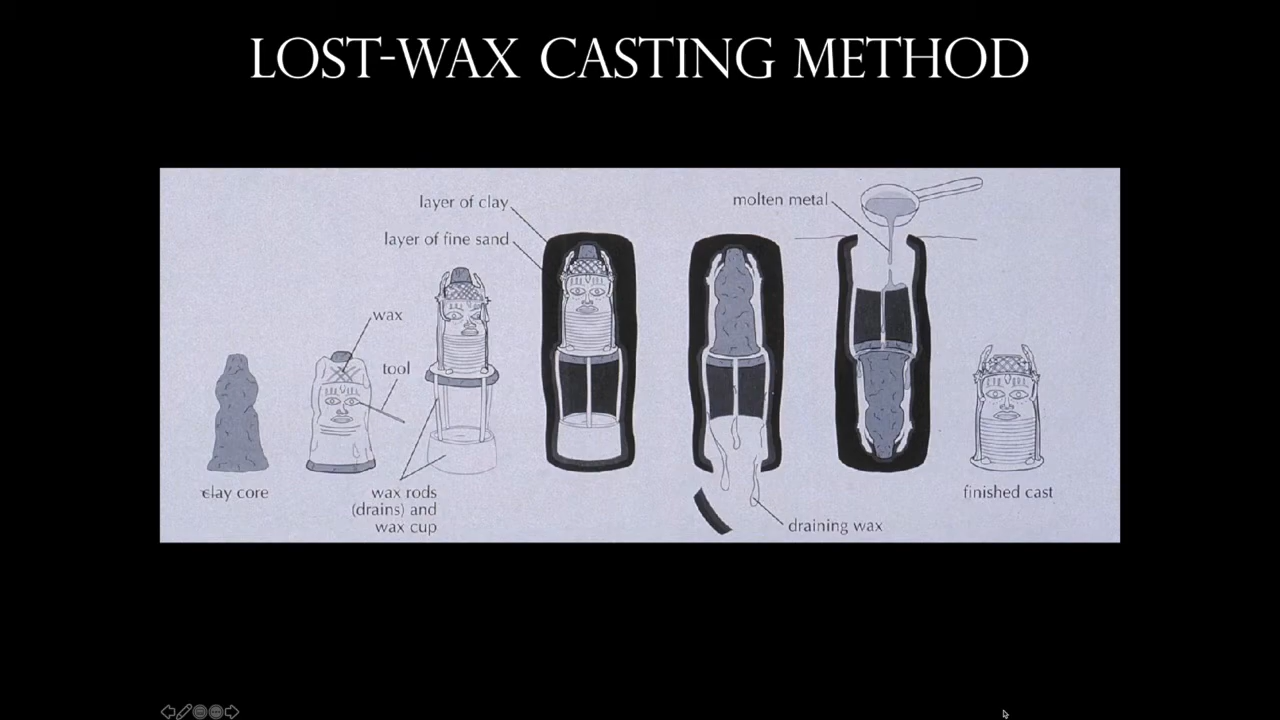 LOST-WAX CASTING METHOD
layer of clay
layer of fine sand
molten metal
wax
tool
clay core
wax rods
(drains) and
wax cup
draining wax
finished cast